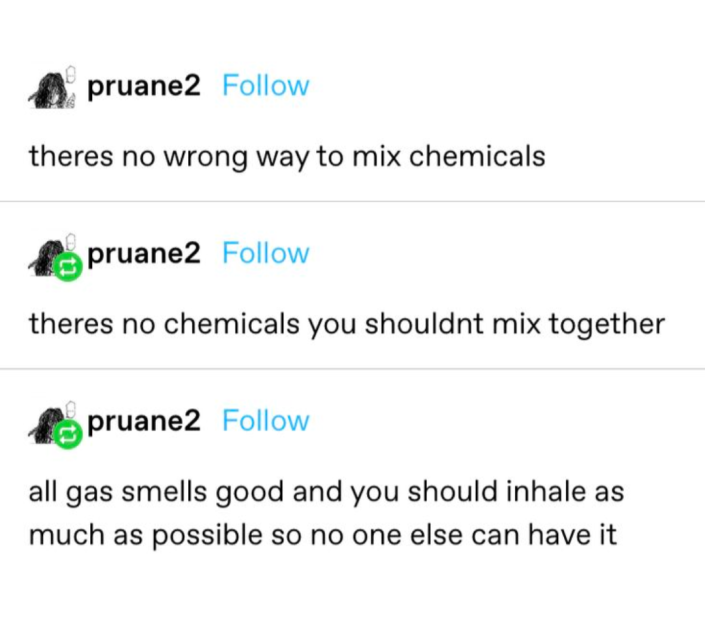 pruane2 Follow
theres no wrong way to mix chemicals
pruane2 Follow
theres no chemicals you shouldnt mix together
pruane2 Follow
all gas smells good and you should inhale as
much as possible so no one else can have it